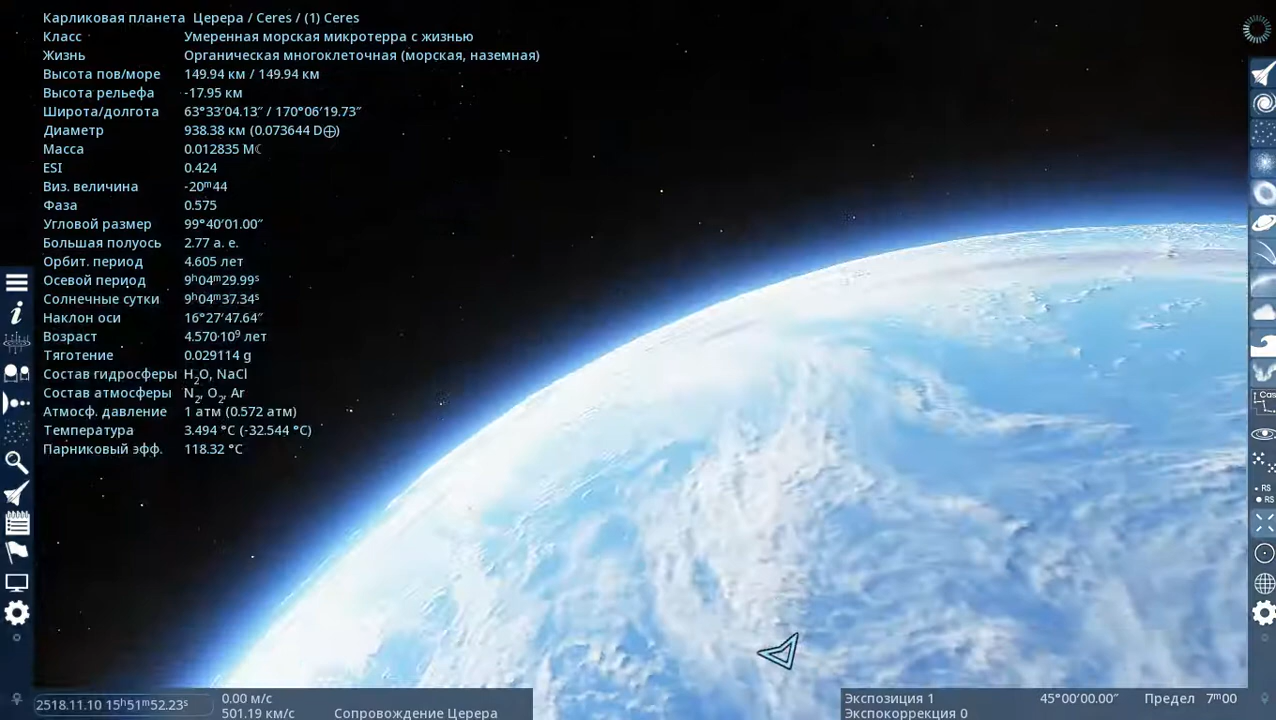 Карликовая планета Церера / Ceres / (1) Ceres
Класс Умеренная морская микротерра с жизнью
Жизнь Органическая многоклеточная (морская, наземная)
Высота пов/море 149.94 км / 149.94 км
Высота рельефа -17.95 км
Широта/долгота 63°33′04.13″ / 170°06′19.73″
Диаметр 938.38 км (0.073644 D⊕)
Масса 0.012835 M☾
ESI 0.424
Виз. величина -20ᵐ44
Фаза 0.575
Угловой размер 99°40′01.00″
Большая полуось 2.77 а. е.
Орбит. период 4.605 лет
Осевой период 9ʰ04ᵐ29.99ˢ
Солнечные сутки 9ʰ04ᵐ37.34ˢ
Наклон оси 16°27′47.64″
Возраст 4.570·10⁹ лет
Тяготение 0.029114 g
Состав гидросферы H₂O, NaCl
Состав атмосферы N₂, O₂, Ar
Атмосф. давление 1 атм (0.572 атм)
Температура 3.494 °C (-32.544 °C)
Парниковый эфф. 118.32 °C
Cas
RS
RS
2518.11.10 15ʰ51ᵐ52.23ˢ
0.00 м/с
501.19 км/с Сопровождение Церера
Экспозиция 1 45°00′00.00″ Предел 7ᵐ00
Экспокоррекция 0